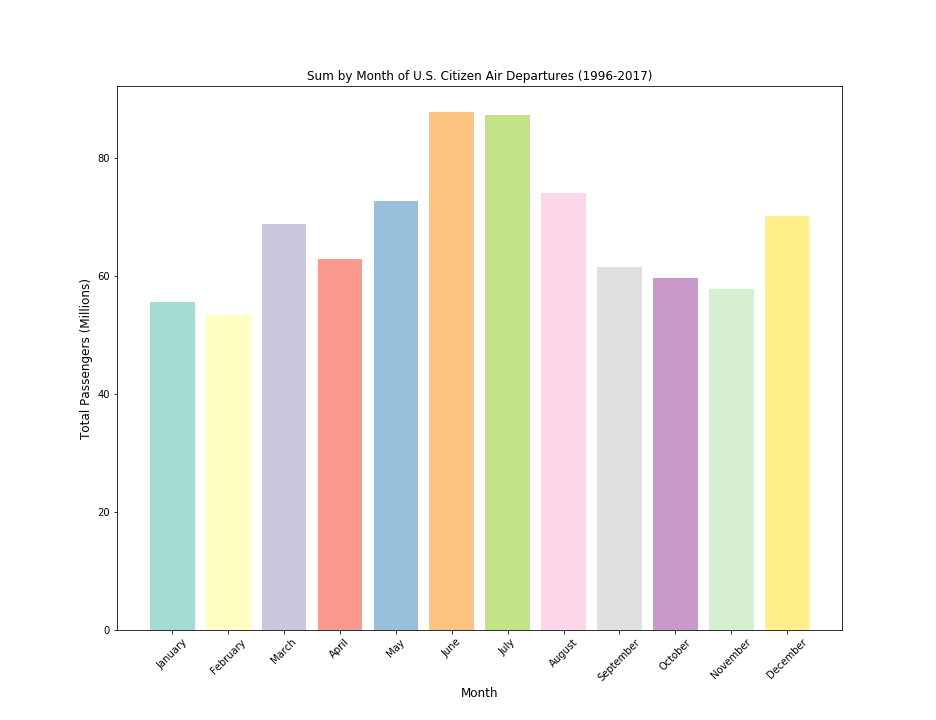 Sum by Month of U.S. Citizen Air Departures (1996-2017)
Total Passengers (Millions)
80
60
40
20
0
January
February
March
April
May
June
July
August
September
October
November
December
Month